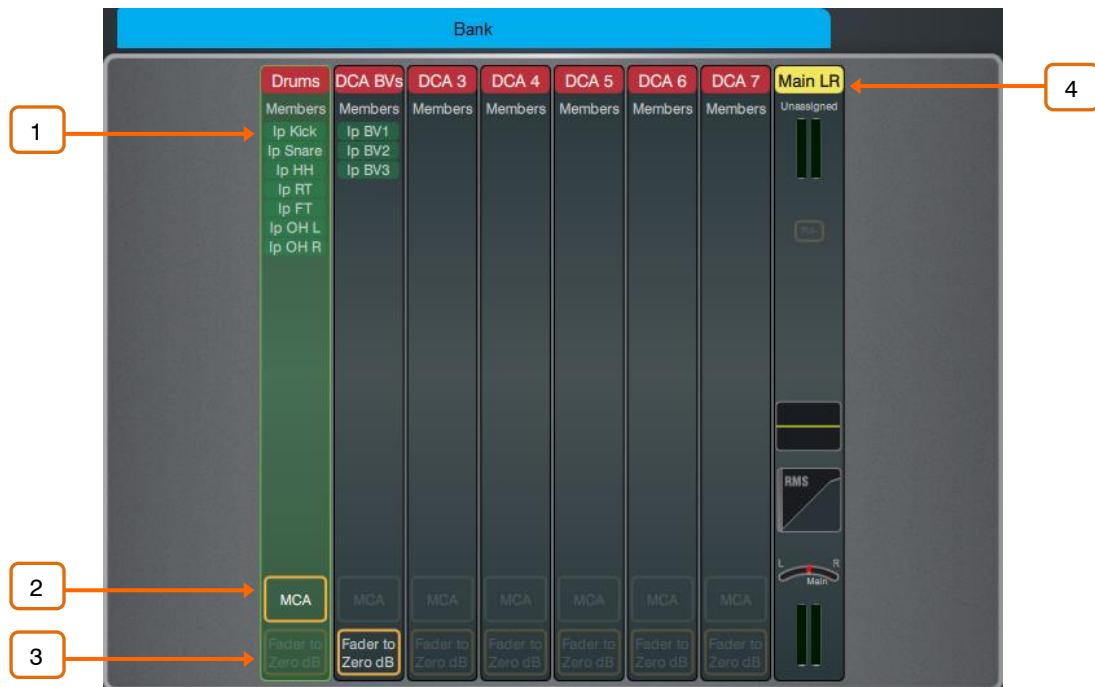 Bank
Drums DCA BVs DCA 3 DCA 4 DCA 5 DCA 6 DCA 7 Main LR
4
Members Members Members Members Members Members Members Unassigned
1
Ip Kick Ip BV1
Ip Snare Ip BV2
Ip HH Ip BV3
Ip RT
Ip FT
Ip OH L
Ip OH R
RMS
L R
Main
2
MCA MCA MCA MCA MCA MCA MCA
3
Fader to Fader to Fader to Fader to Fader to Fader to Fader to
Zero dB Zero dB Zero dB Zero dB Zero dB Zero dB Zero dB